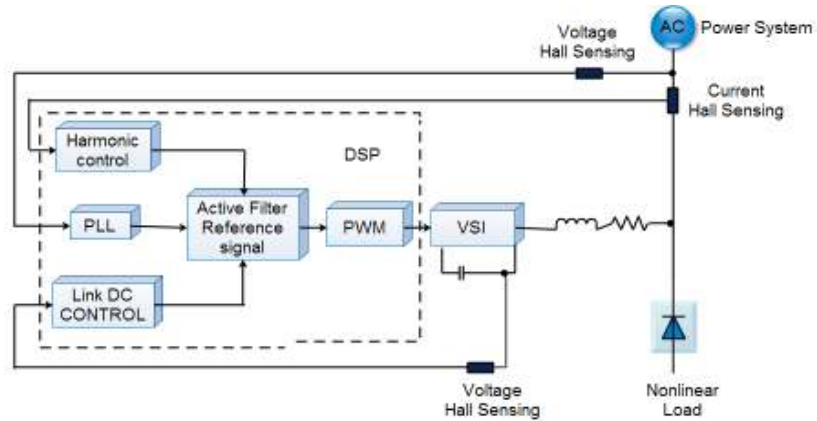 Voltage
Hall Sensing
AC
Power System
Current
Hall Sensing
Harmonic
control
DSP
PLL
Active Filter
Reference
signal
PWM
VSI
Link DC
CONTROL
Voltage
Hall Sensing
Nonlinear
Load